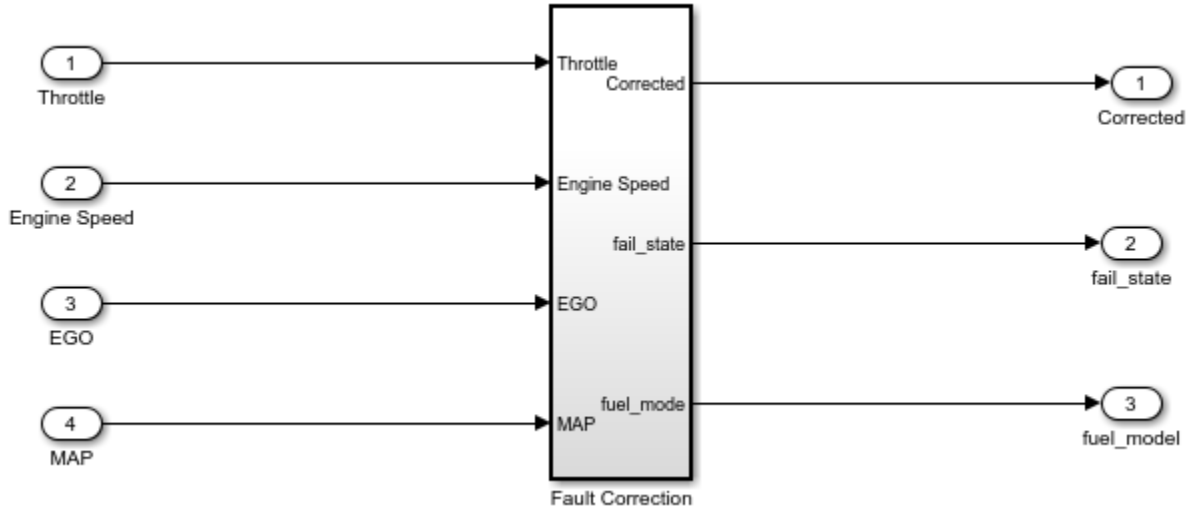 1
Throttle
Throttle
Corrected
1
Corrected
2
Engine Speed
Engine Speed
fail_state
2
fail_state
3
EGO
EGO
4
MAP
MAP
fuel_mode
3
fuel_model
Fault Correction